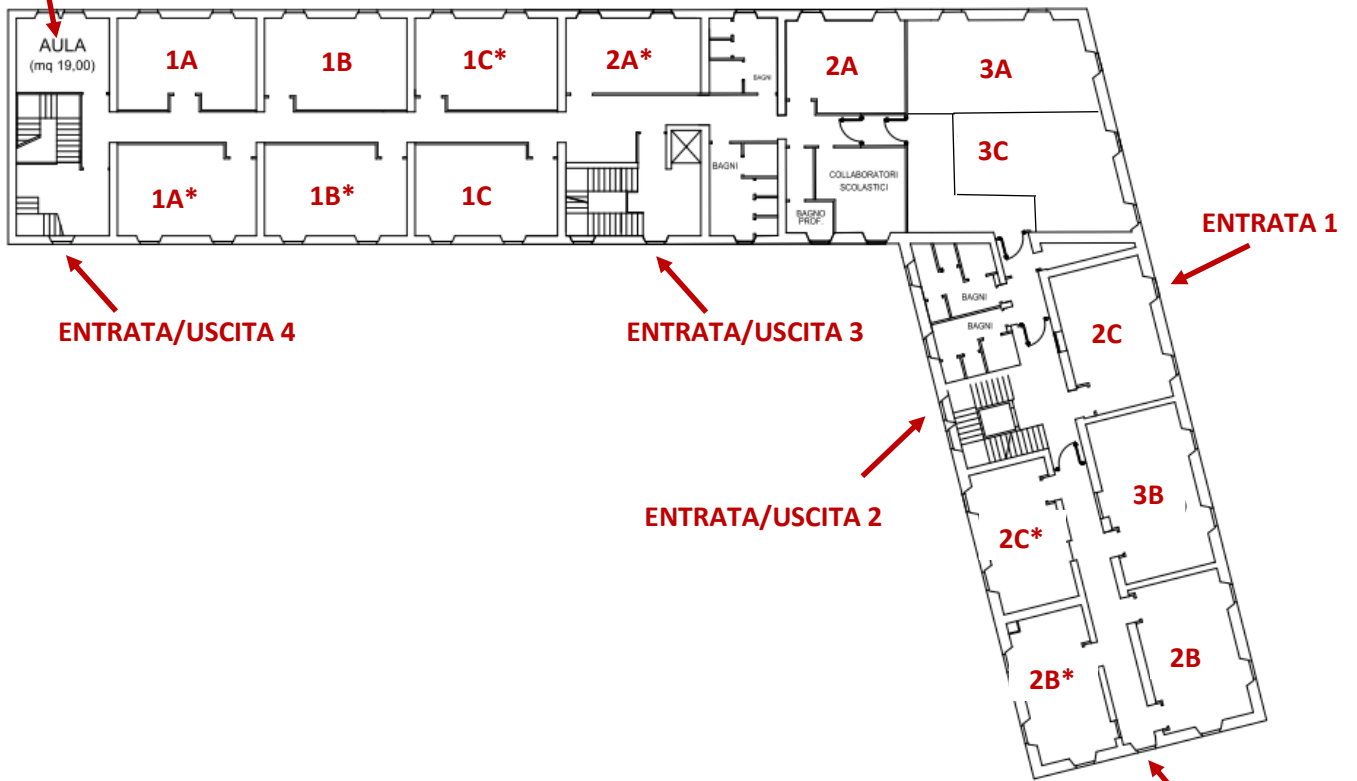 AULA
(mq 19,00)
1A
1B
1C*
2A*
BAGNI
2A
3A
3C
1A*
1B*
1C
BAGNI
COLLABORATORI
SCOLASTICI
BAGNO
PROF.
ENTRATA 1
ENTRATA/USCITA 4
ENTRATA/USCITA 3
BAGNI
BAGNI
2C
ENTRATA/USCITA 2
3B
2C*
2B
2B*